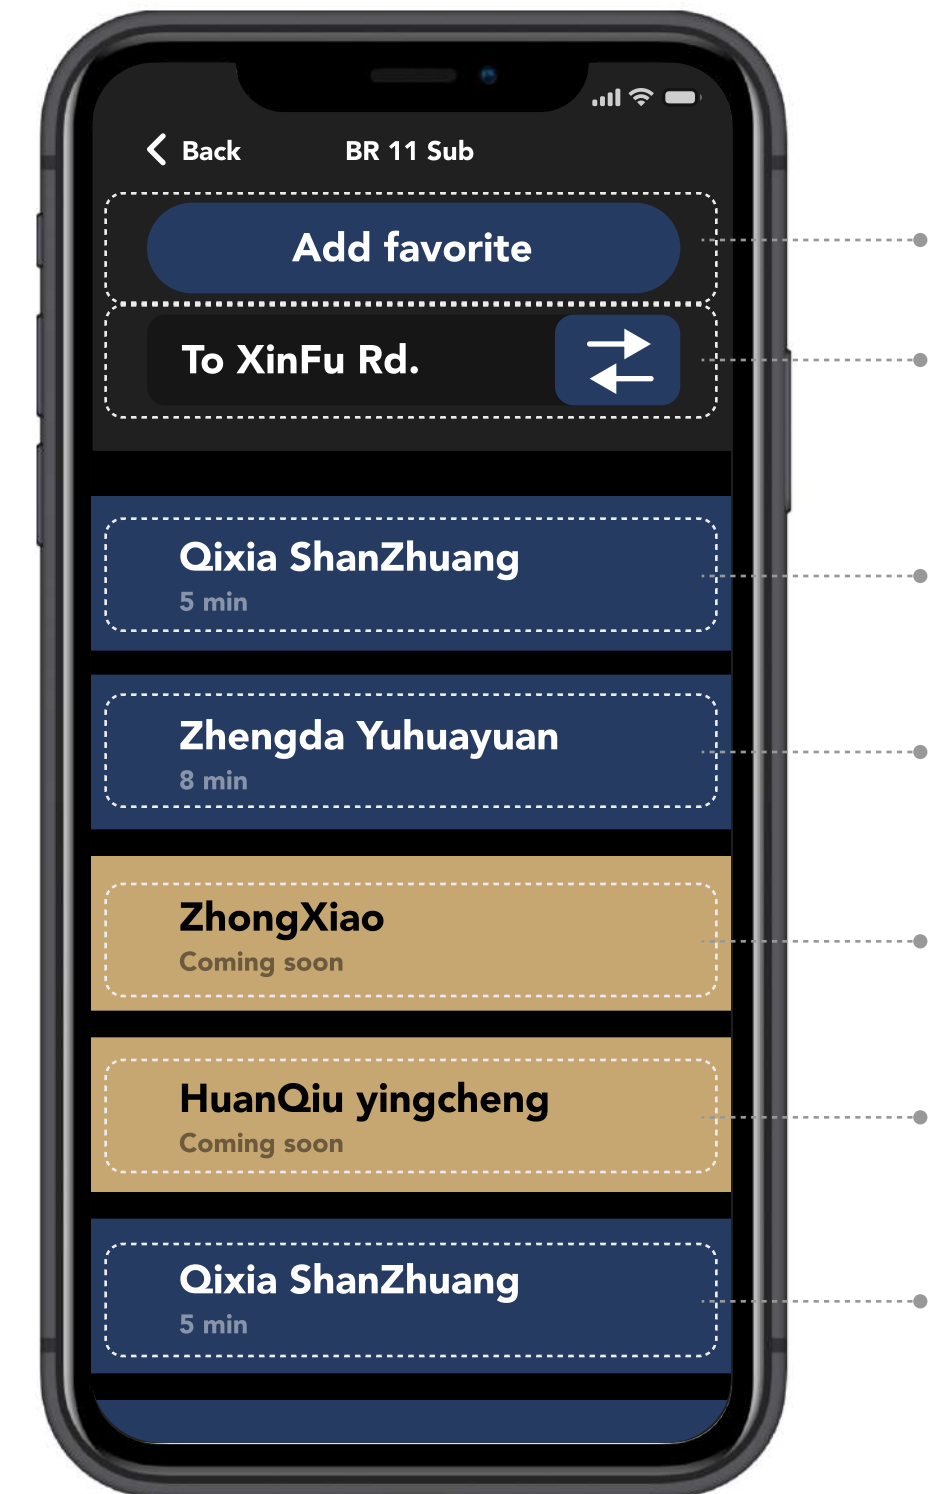 Back
BR 11 Sub
Add favorite
To XinFu Rd.
Qixia ShanZhuang
5 min
Zhengda Yuhuayuan
8 min
ZhongXiao
Coming soon
HuanQiu yingcheng
Coming soon
Qixia ShanZhuang
5 min